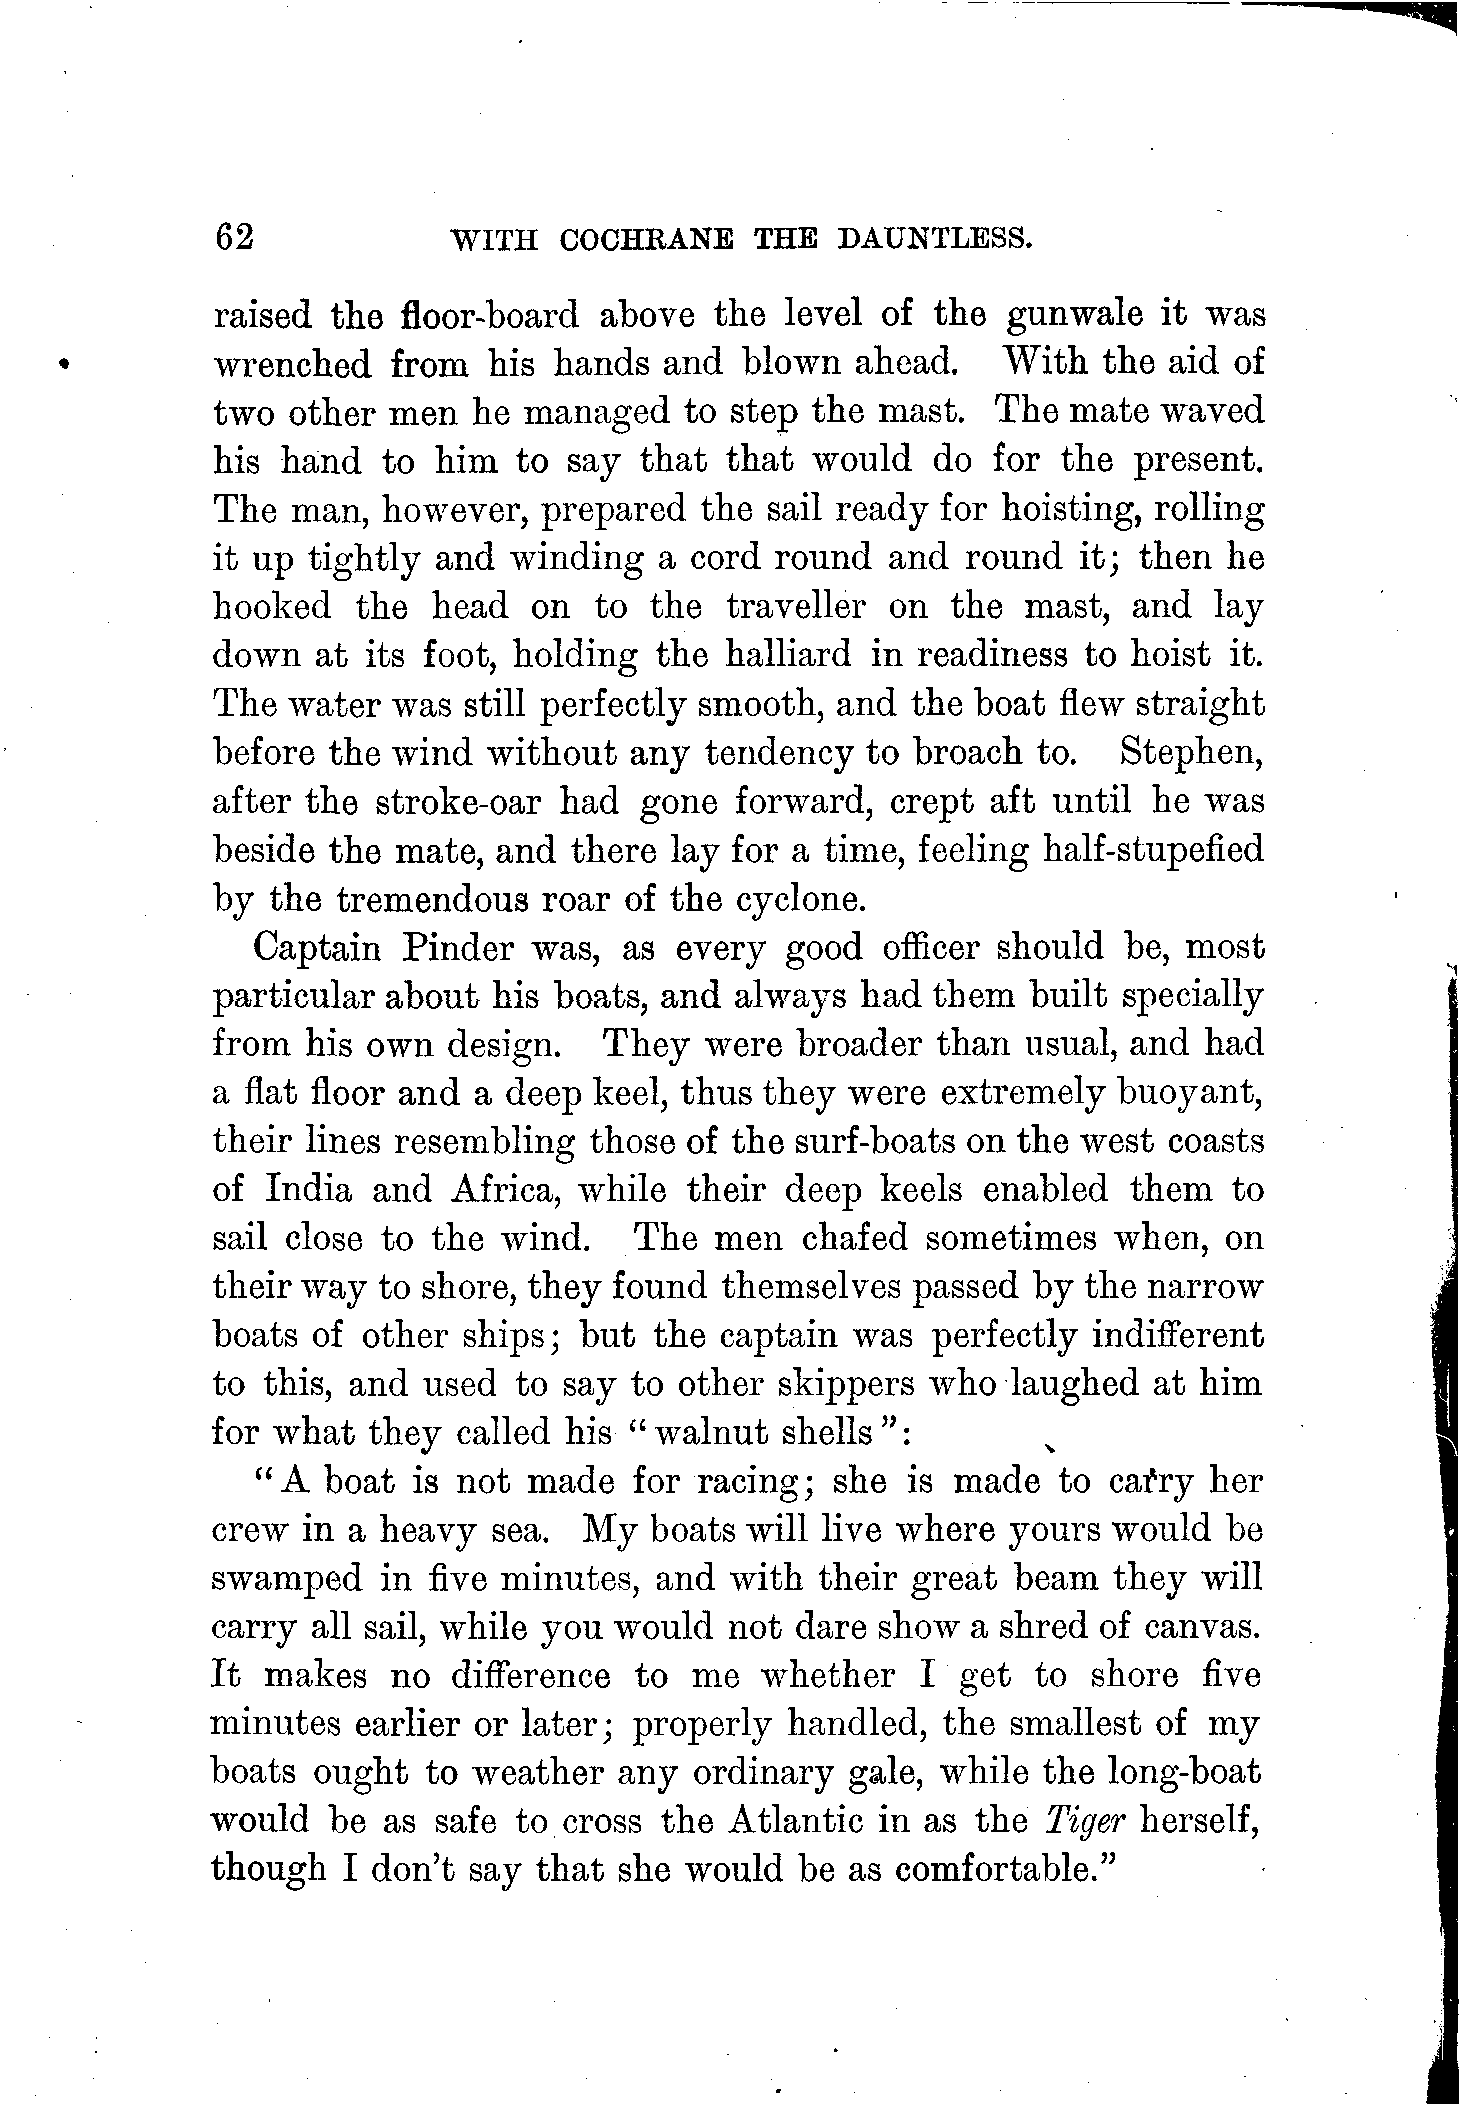 62 WITH COCHRANE THE DAUNTLESS.
raised the floor-board above the level of the gunwale it was
wrenched from his hands and blown ahead. With the aid of
two other men he managed to step the mast. The mate waved
his hand to him to say that that would do for the present.
The man, however, prepared the sail ready for hoisting, rolling
it up tightly and winding a cord round and round it; then he
hooked the head on to the traveller on the mast, and lay
down at its foot, holding the halliard in readiness to hoist it.
The water was still perfectly smooth, and the boat flew straight
before the wind without any tendency to broach to. Stephen,
after the stroke-oar had gone forward, crept aft until he was
beside the mate, and there lay for a time, feeling half-stupefied
by the tremendous roar of the cyclone.
Captain Pinder was, as every good officer should be, most
particular about his boats, and always had them built specially
from his own design. They were broader than usual, and had
a flat floor and a deep keel, thus they were extremely buoyant,
their lines resembling those of the surf-boats on the west coasts
of India and Africa, while their deep keels enabled them to
sail close to the wind. The men chafed sometimes when, on
their way to shore, they found themselves passed by the narrow
boats of other ships; but the captain was perfectly indifferent
to this, and used to say to other skippers who laughed at him
for what they called his "walnut shells":
"A boat is not made for racing; she is made to carry her
crew in a heavy sea. My boats will live where yours would be
swamped in five minutes, and with their great beam they will
carry all sail, while you would not dare show a shred of canvas.
It makes no difference to me whether I get to shore five
minutes earlier or later; properly handled, the smallest of my
boats ought to weather any ordinary gale, while the long-boat
would be as safe to cross the Atlantic in as the Tiger herself,
though I don't say that she would be as comfortable."